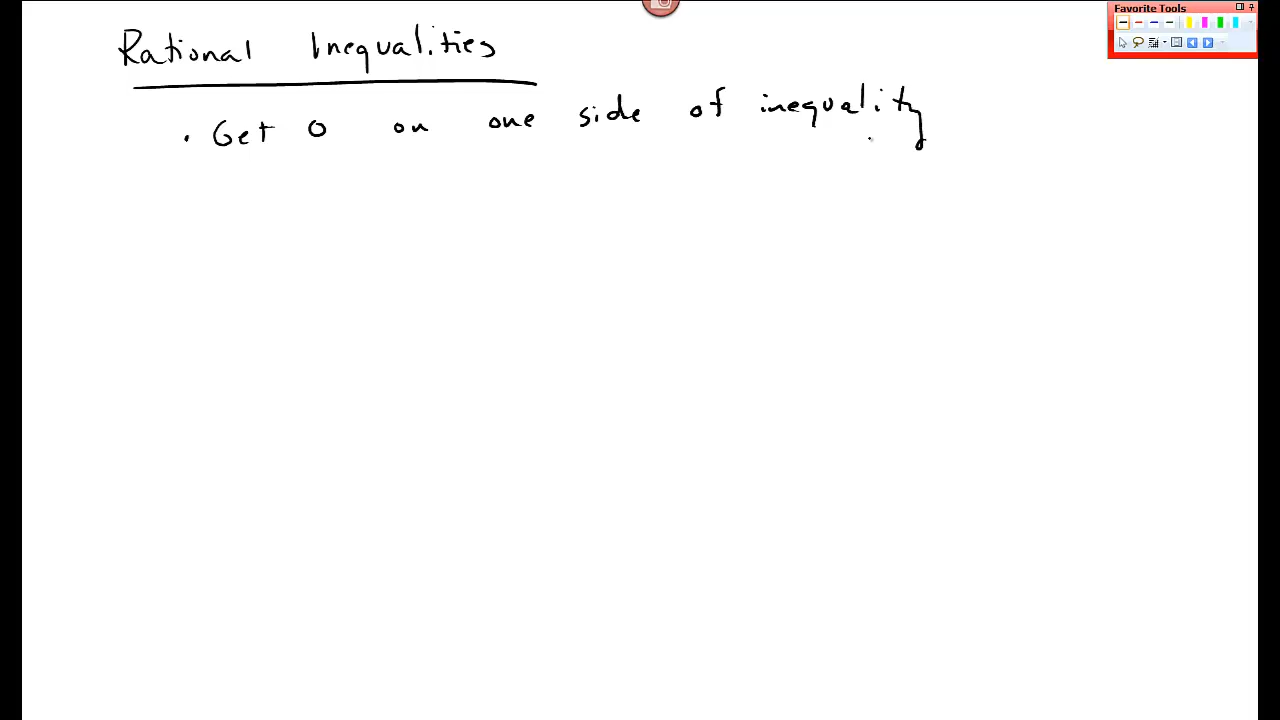 Favorite Tools
Rational Inequalities
· Get 0 on one side of inequality